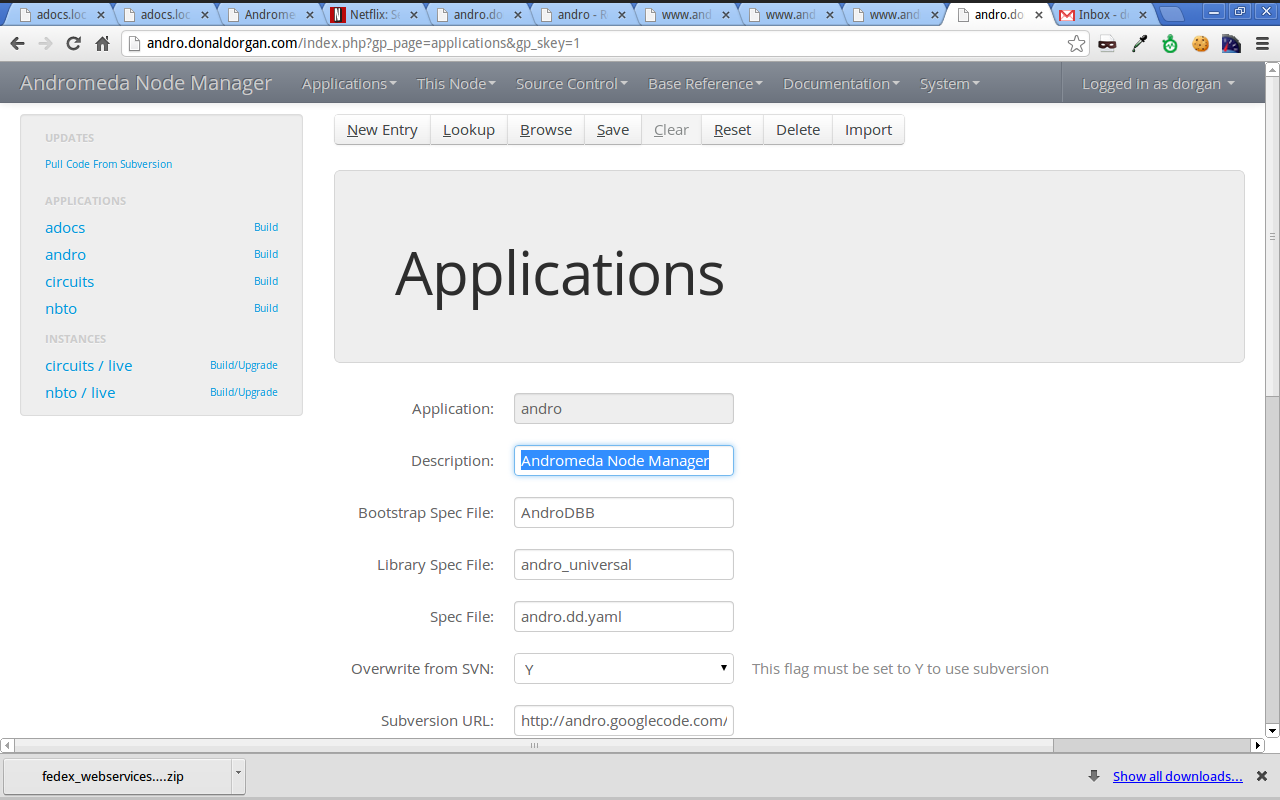 adocs.loc adocs.loc Androme Netflix: Se andro.do andro - R www.and www.and www.and andro.do Inbox - d
andro.donaldorgan.com/index.php?gp_page=applications&gp_skey=1
Andromeda Node Manager Applications This Node Source Control Base Reference Documentation System Logged in as dorgan
New Entry Lookup Browse Save Clear Reset Delete Import
UPDATES
Pull Code From Subversion
APPLICATIONS
adocs Build
andro Build
circuits Build
nbto Build
INSTANCES
circuits / live Build/Upgrade
nbto / live Build/Upgrade
Applications
Application: andro
Description: Andromeda Node Manager
Bootstrap Spec File: AndroDBB
Library Spec File: andro_universal
Spec File: andro.dd.yaml
Overwrite from SVN: Y This flag must be set to Y to use subversion
Subversion URL: http://andro.googlecode.com/
fedex_webservices....zip Show all downloads...